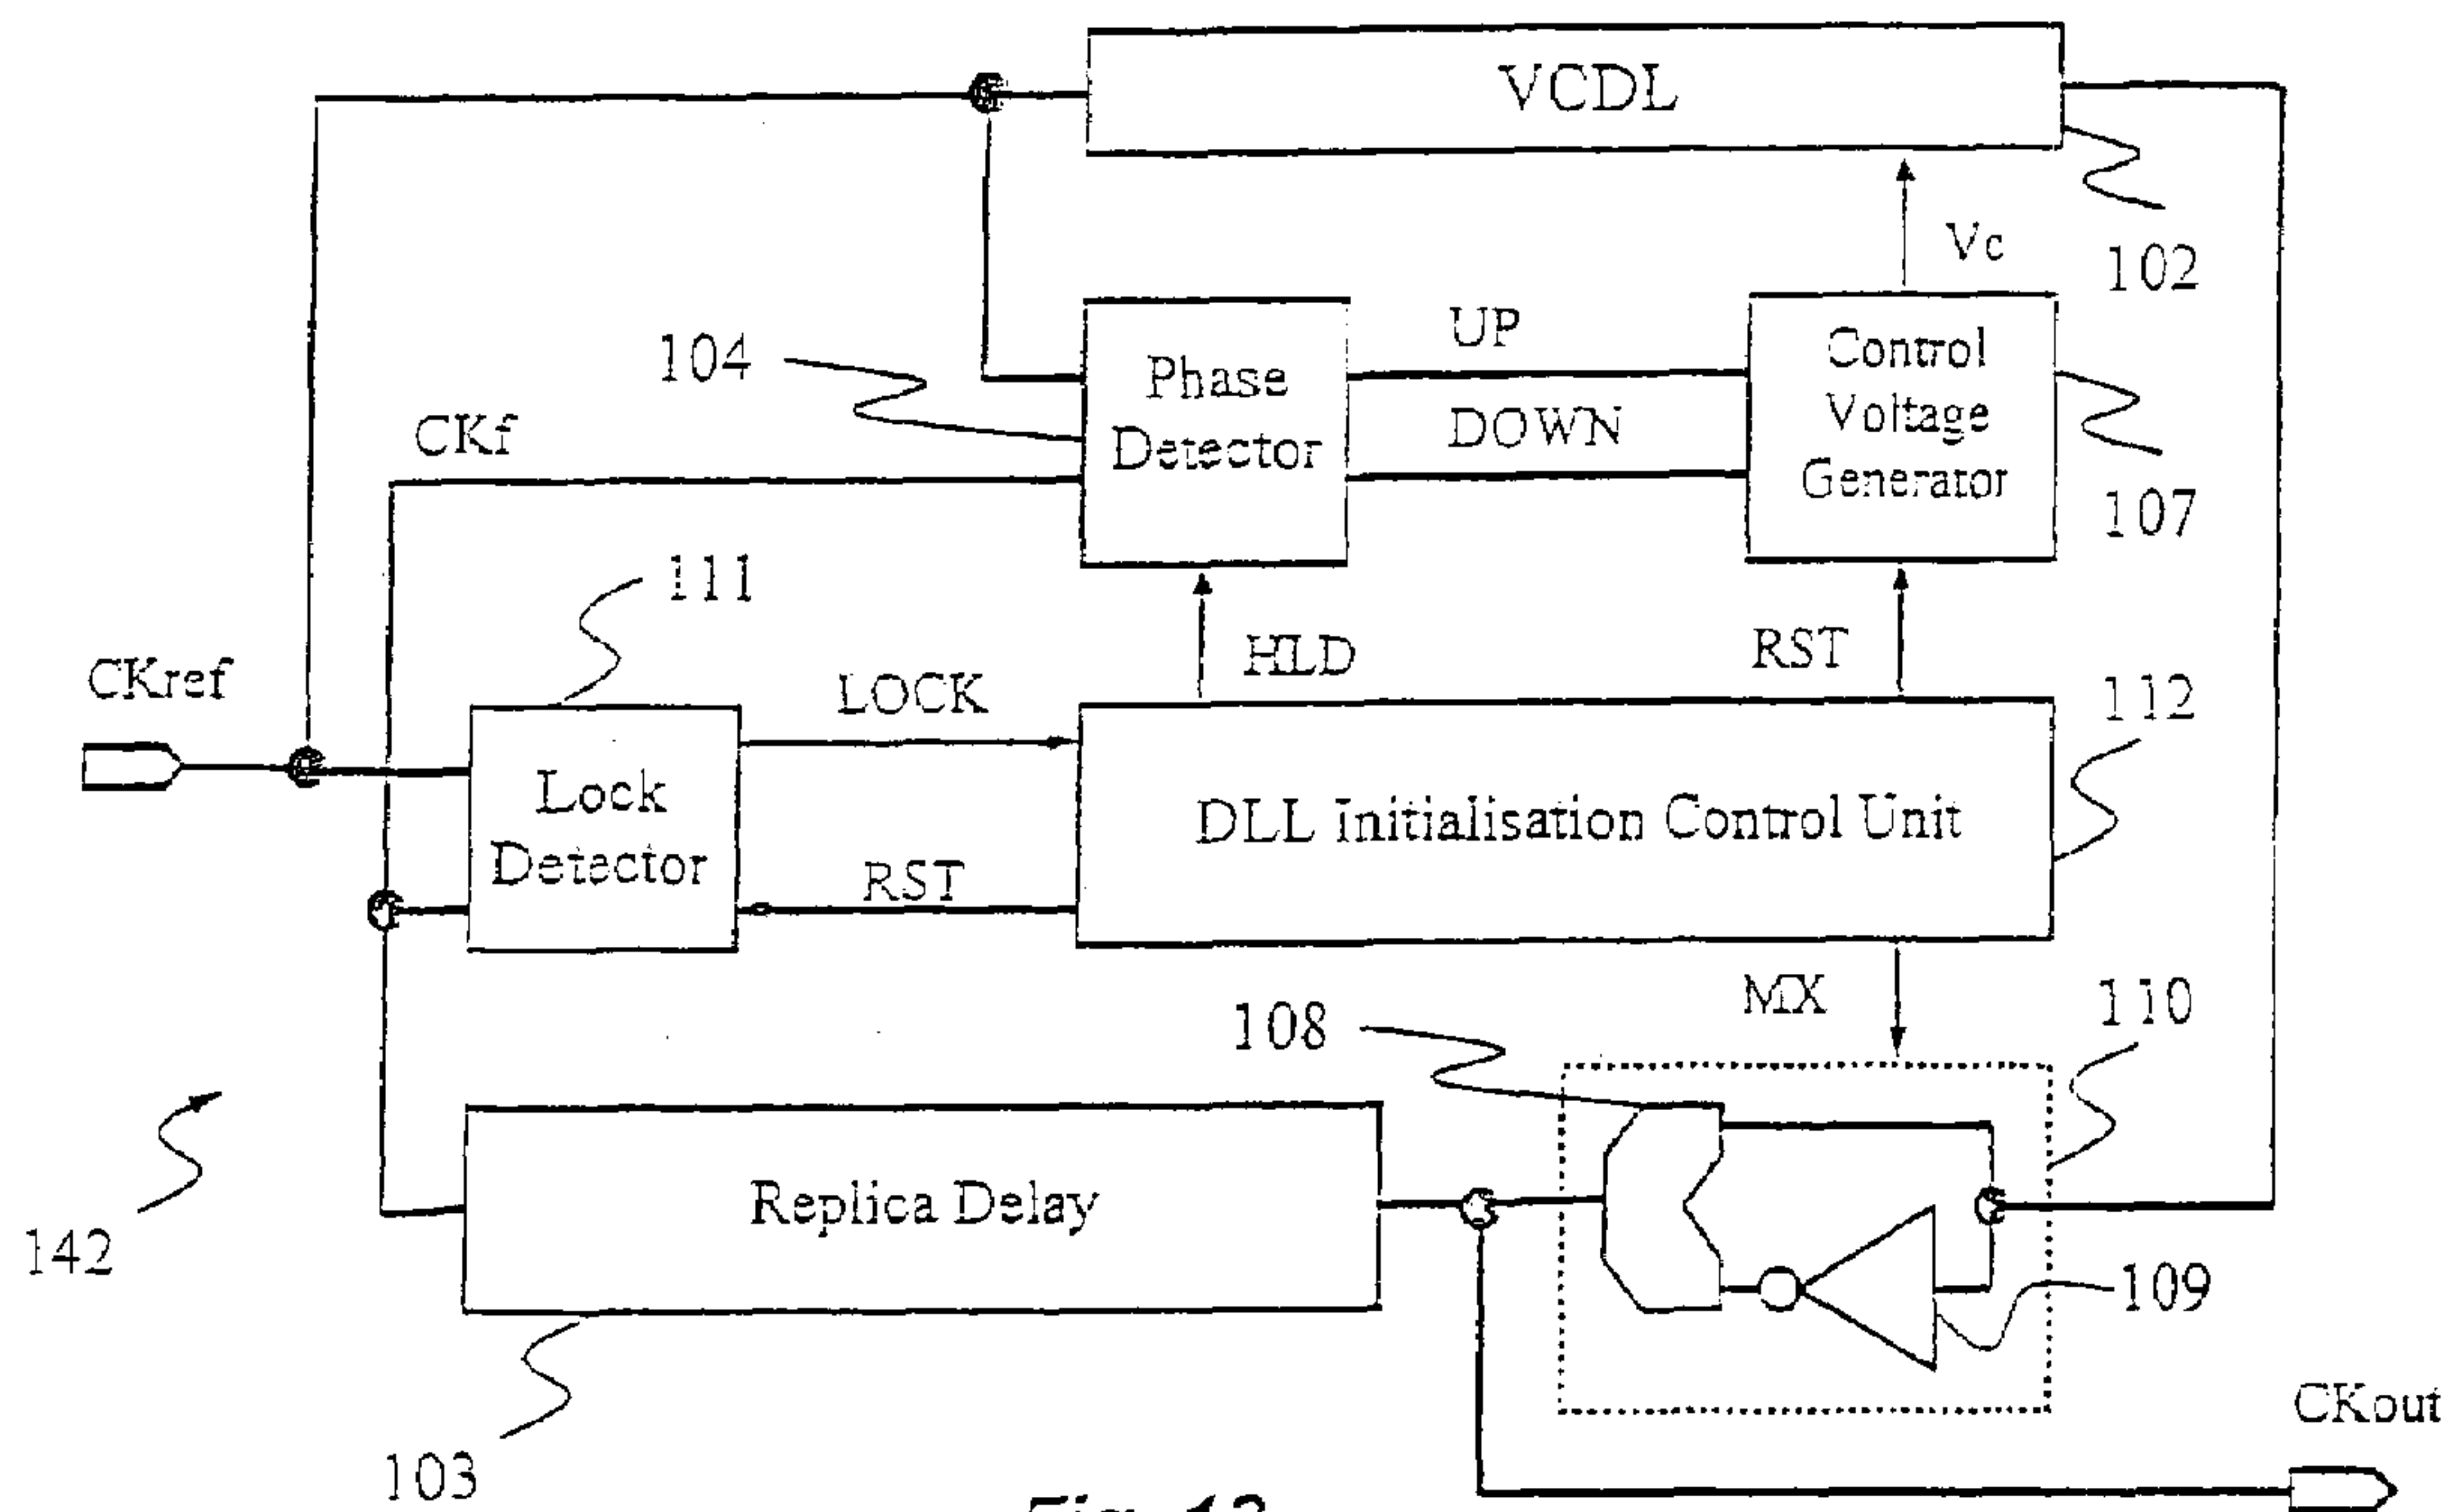 VCDL
Vc
102
104
Phase
Detector
UP
DOWN
Control
Voltage
Generator
107
CKf
111
HLD
RST
CKref
LOCK
112
Lock
Detector
DLL Initialisation Control Unit
RST
MX
110
108
Replica Delay
142
109
CKout
103